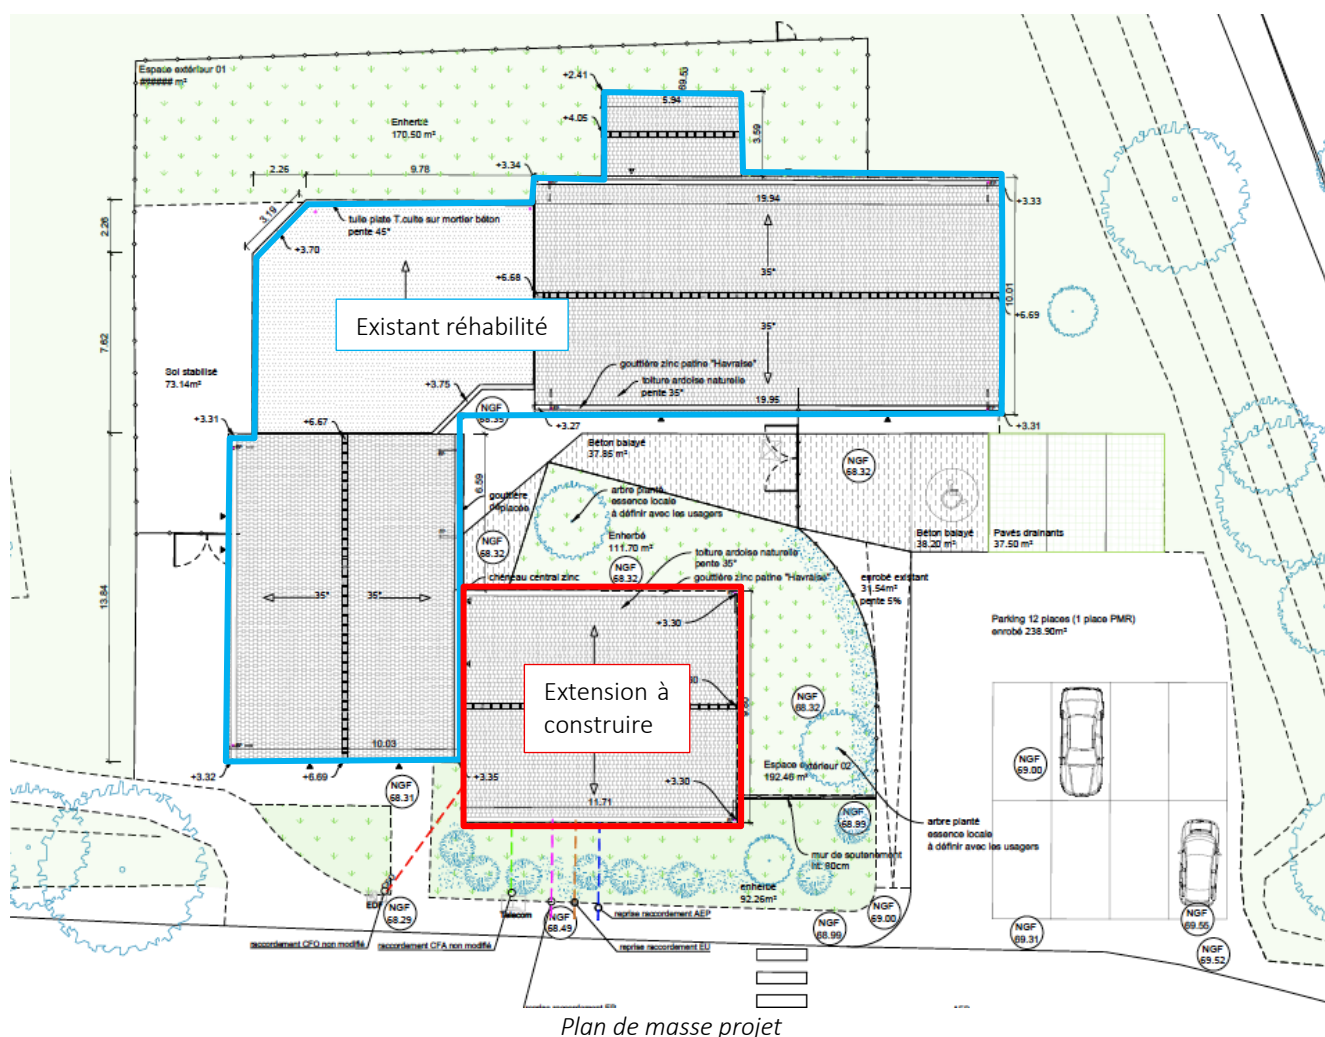 Espace extérieur 01
###### m²
+2.41
69.53
5.94
+4.05
3.59
Enherbé
170.50 m²
2.26
9.78
+3.34
19.94
+3.33
3.19
2.26
tuile plate T.cuite sur mortier béton
pente 45°
+3.70
35°
+6.68
10.01
+6.69
Existant réhabilité
35°
7.62
gouttière zinc patine "Havraise"
toiture ardoise naturelle
pente 35°
Sol stabilisé
73.14m²
+3.75
NGF
68.35
19.95
+3.31
+6.67
+3.27
+3.31
Béton balayé
37.85 m²
NGF
68.32
6.59
gouttière
déplacée
arbre planté
essence locale
à définir avec les usagers
Béton balayé
38.20 m²
Pavés drainants
37.50 m²
NGF
68.32
Enherbé
111.70 m²
toiture ardoise naturelle
pente 35°
NGF
68.32
chéneau central zinc
gouttière zinc patine "Havraise"
enrobé existant
31.54m²
pente 5%
13.84
35°
35°
+3.30
Parking 12 places (1 place PMR)
enrobé 238.90m²
Extension à
construire
NGF
68.32
10.03
+3.32
+6.69
+3.35
NGF
68.31
+3.30
11.71
Espace extérieur 02
192.46 m²
NGF
69.00
NGF
68.99
arbre planté
essence locale
à définir avec les usagers
mur de soutènement
ht. 80cm
enherbé
92.26m²
EDF
NGF
68.29
Telecom
NGF
68.49
reprise raccordement AEP
NGF
68.99
NGF
69.00
NGF
69.31
NGF
69.55
NGF
69.52
raccordement CFO non modifié
raccordement CFA non modifié
reprise raccordement EU
Plan de masse projet